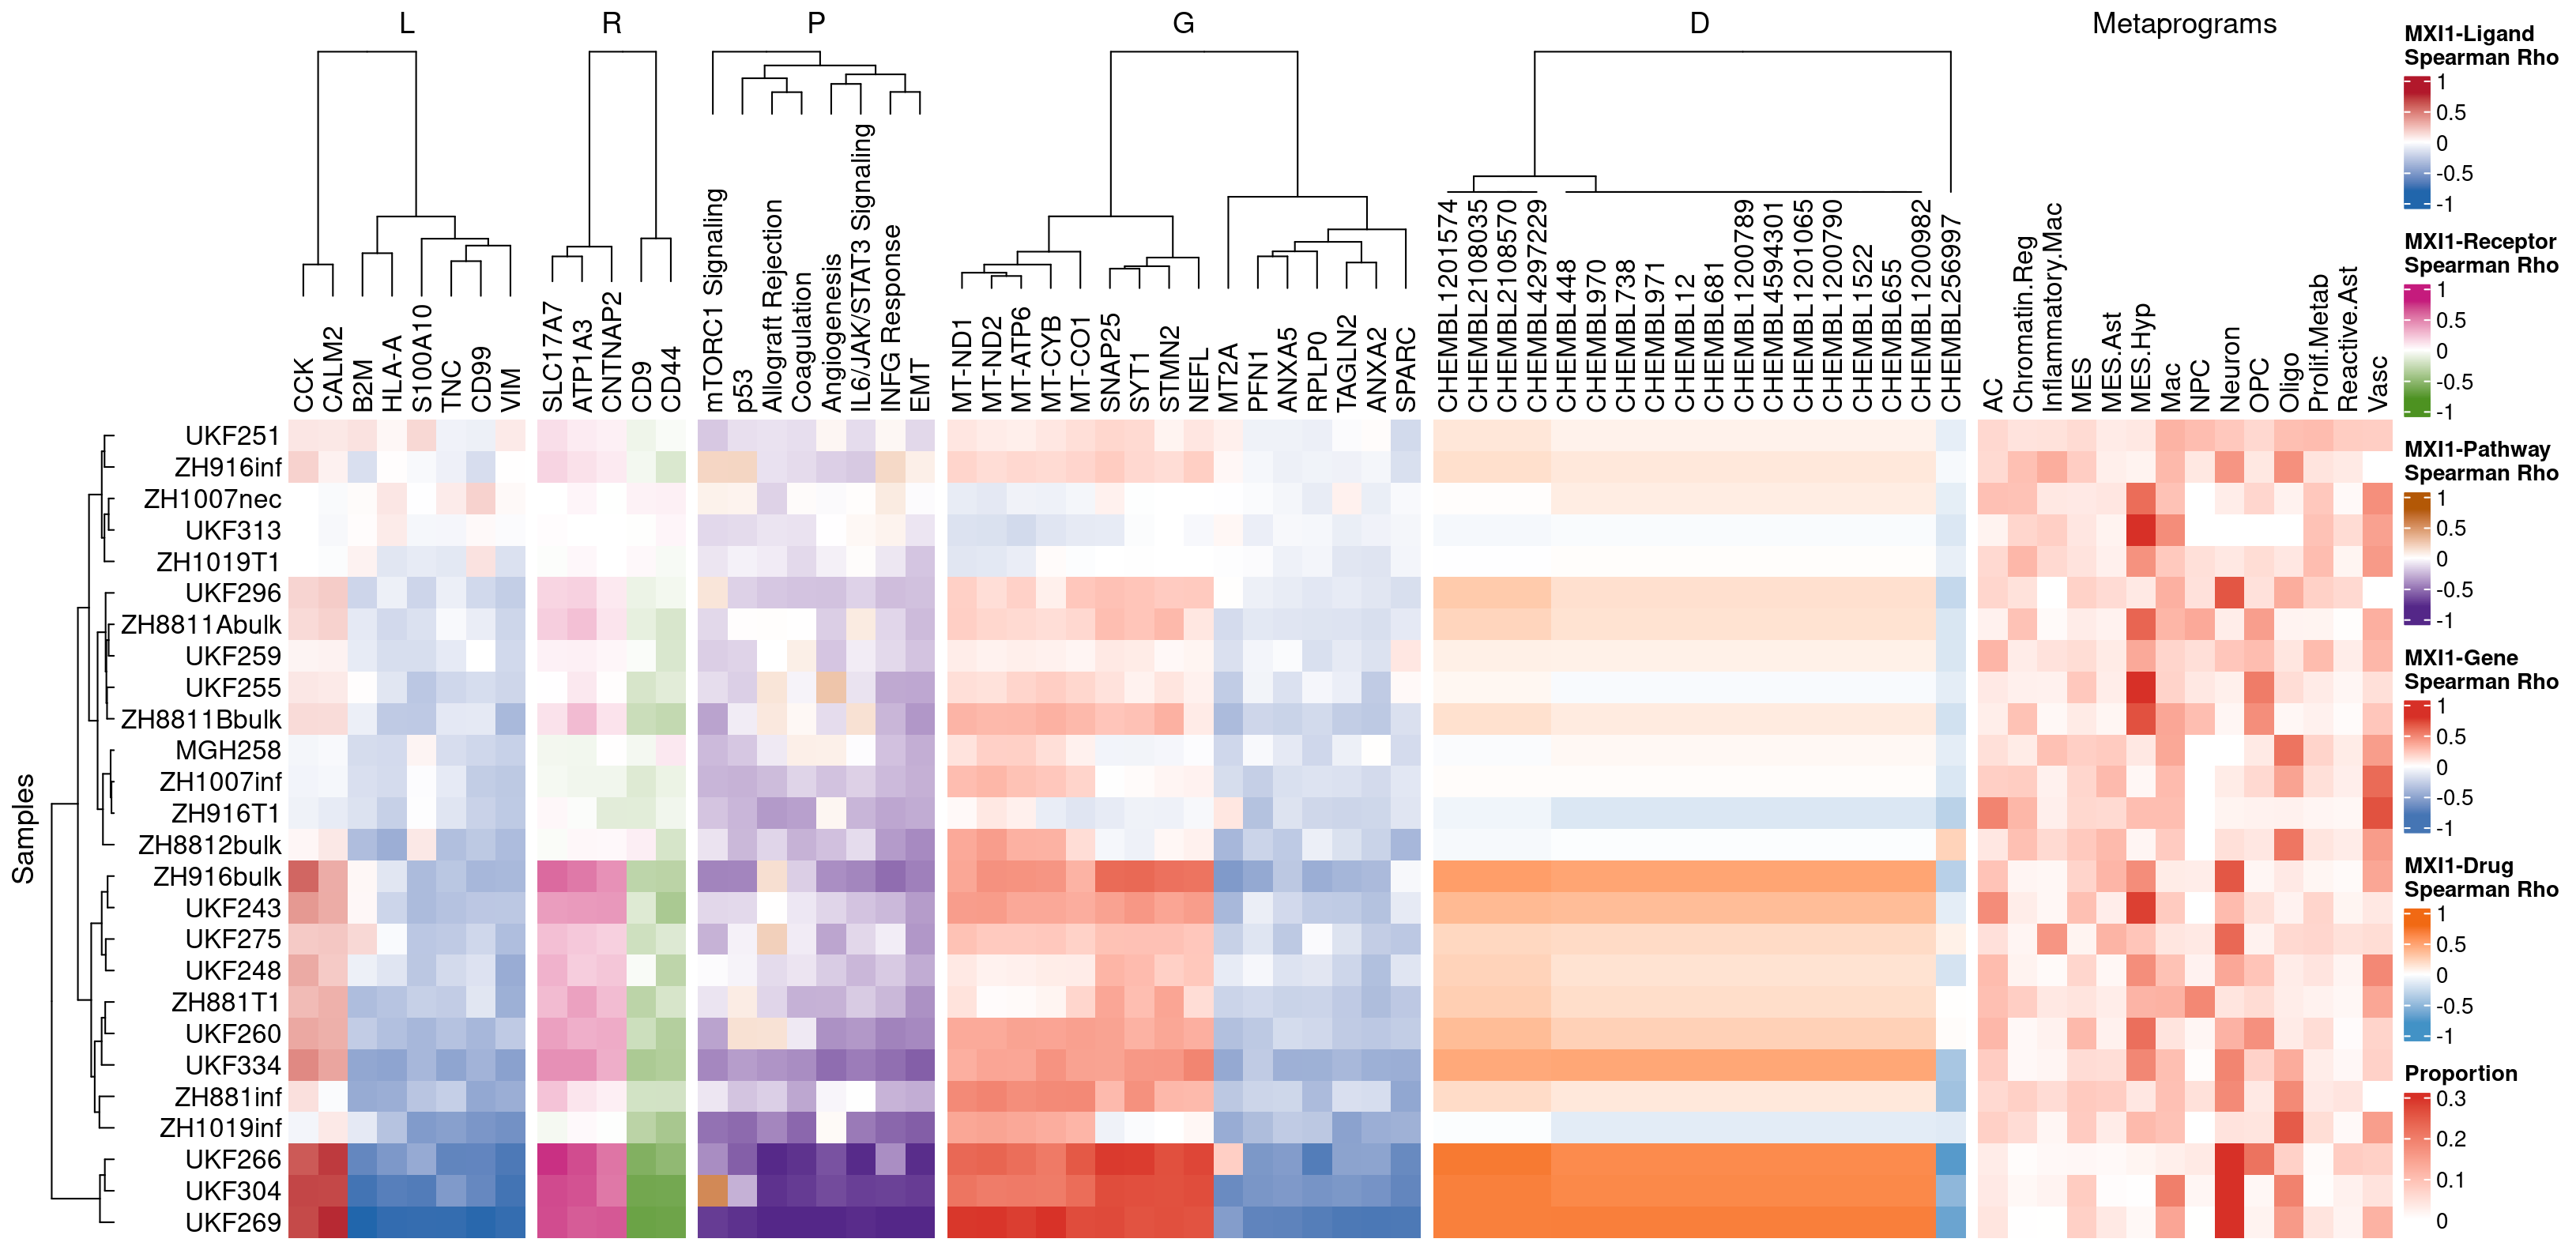 L
R
P
G
D
Metaprograms
CCK
CALM2
B2M
HLA-A
S100A10
TNC
CD99
VIM
SLC17A7
ATP1A3
CNTNAP2
CD9
CD44
mTORC1 Signaling
p53
Allograft Rejection
Coagulation
Angiogenesis
IL6/JAK/STAT3 Signaling
INFG Response
EMT
MT-ND1
MT-ND2
MT-ATP6
MT-CYB
MT-CO1
SNAP25
SYT1
STMN2
NEFL
MT2A
PFN1
ANXA5
RPLP0
TAGLN2
ANXA2
SPARC
CHEMBL1201574
CHEMBL2108035
CHEMBL2108570
CHEMBL4297229
CHEMBL448
CHEMBL970
CHEMBL738
CHEMBL971
CHEMBL12
CHEMBL681
CHEMBL1200789
CHEMBL4594301
CHEMBL1201065
CHEMBL1200790
CHEMBL1522
CHEMBL655
CHEMBL1200982
CHEMBL256997
AC
Chromatin.Reg
Inflammatory.Mac
MES
MES.Ast
MES.Hyp
Mac
NPC
Neuron
OPC
Oligo
Prolif.Metab
Reactive.Ast
Vasc
Samples
UKF251
ZH916inf
ZH1007nec
UKF313
ZH1019T1
UKF296
ZH8811Abulk
UKF259
UKF255
ZH8811Bbulk
MGH258
ZH1007inf
ZH916T1
ZH8812bulk
ZH916bulk
UKF243
UKF275
UKF248
ZH881T1
UKF260
UKF334
ZH881inf
ZH1019inf
UKF266
UKF304
UKF269
MXI1-Ligand
Spearman Rho
1
0.5
0
-0.5
-1
MXI1-Receptor
Spearman Rho
1
0.5
0
-0.5
-1
MXI1-Pathway
Spearman Rho
1
0.5
0
-0.5
-1
MXI1-Gene
Spearman Rho
1
0.5
0
-0.5
-1
MXI1-Drug
Spearman Rho
1
0.5
0
-0.5
-1
Proportion
0.3
0.2
0.1
0